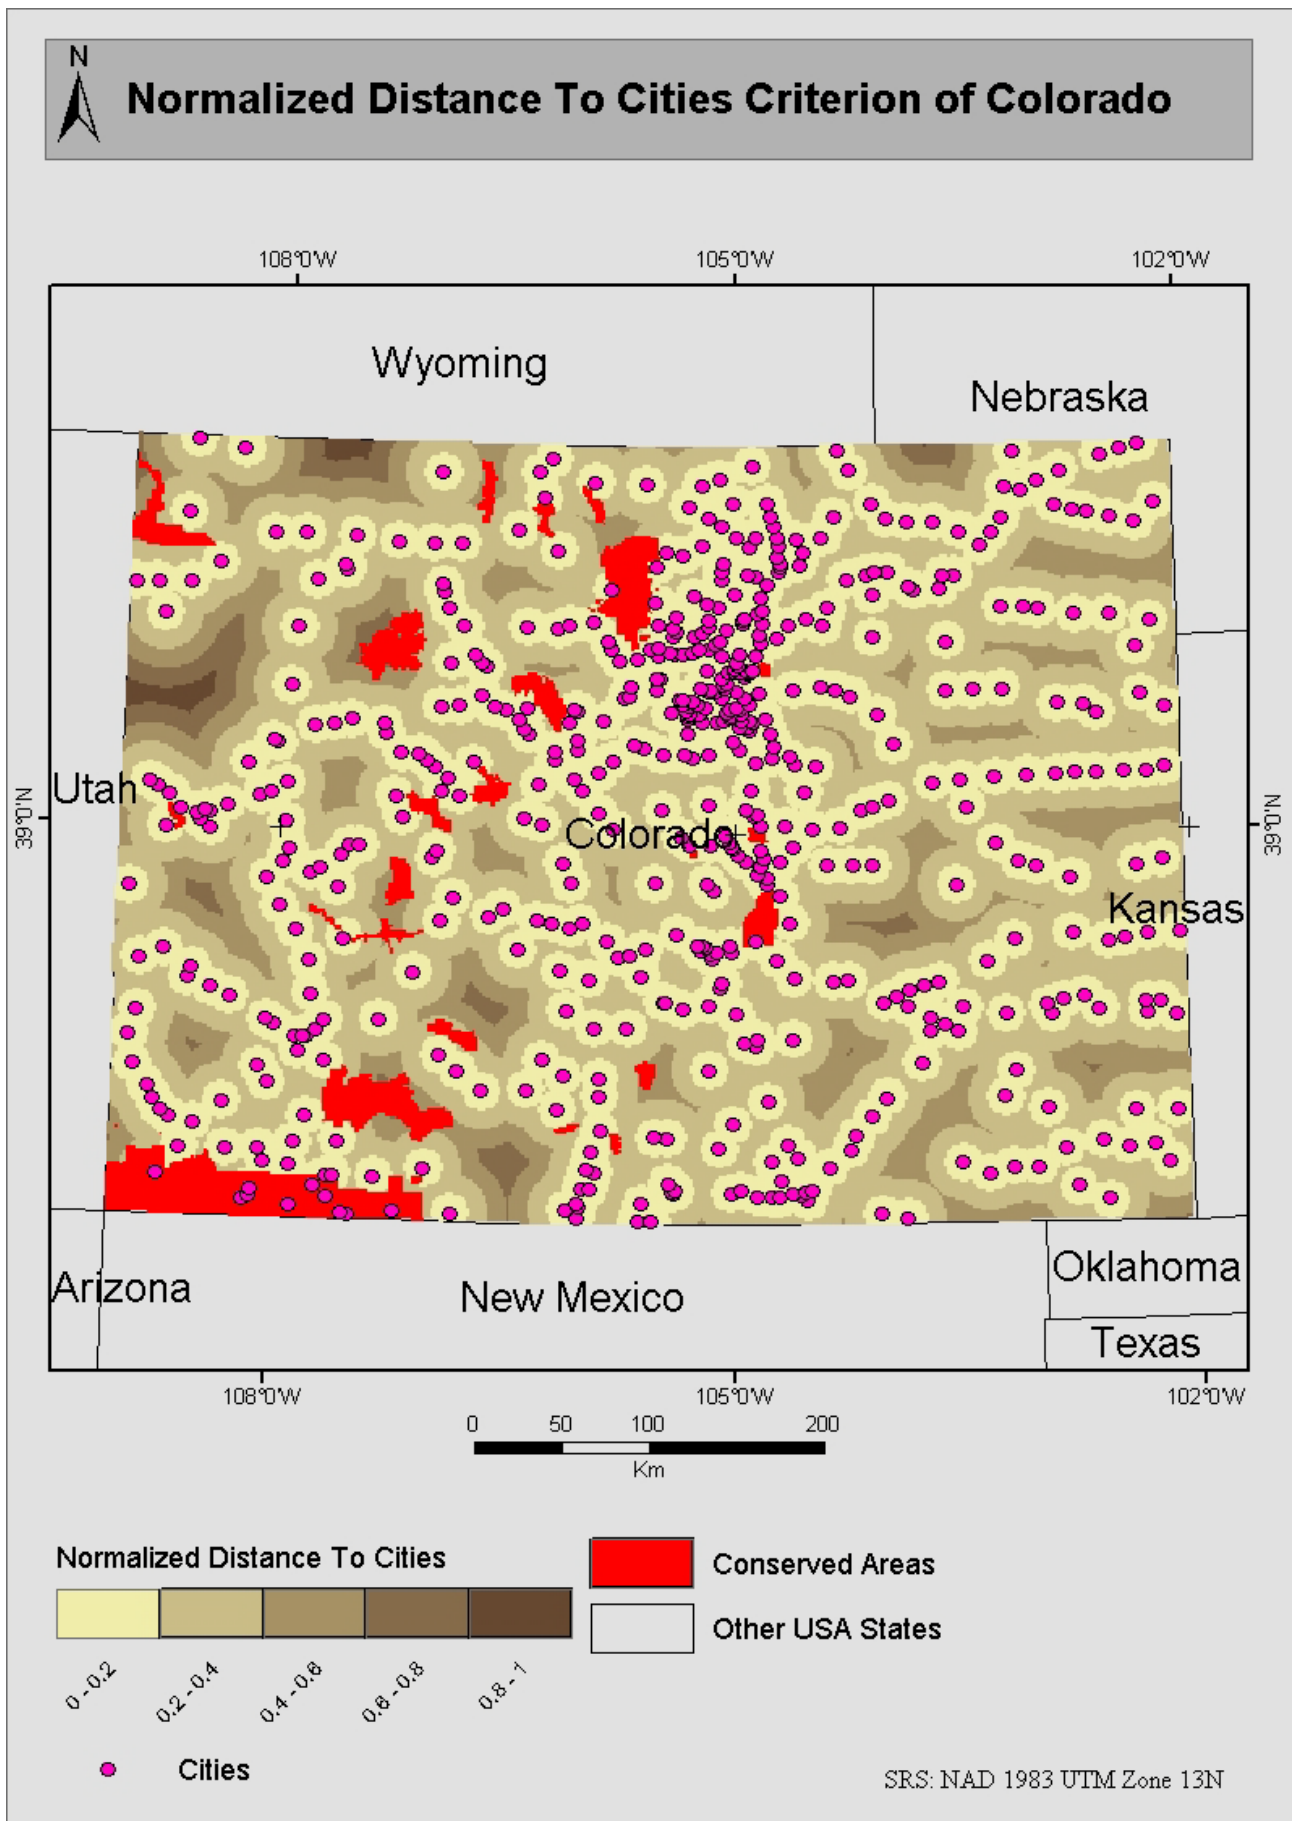 N
Normalized Distance To Cities Criterion of Colorado
108°0'W
105°0'W
102°0'W
Wyoming
Nebraska
Utah
39°0'N
Colorado
39°0'N
Kansas
Arizona
New Mexico
Oklahoma
Texas
108°0'W
105°0'W
102°0'W
0 50 100 200
Km
Normalized Distance To Cities
Conserved Areas
Other USA States
0 - 0.2
0.2 - 0.4
0.4 - 0.6
0.6 - 0.8
0.8 - 1
Cities
SRS: NAD 1983 UTM Zone 13N